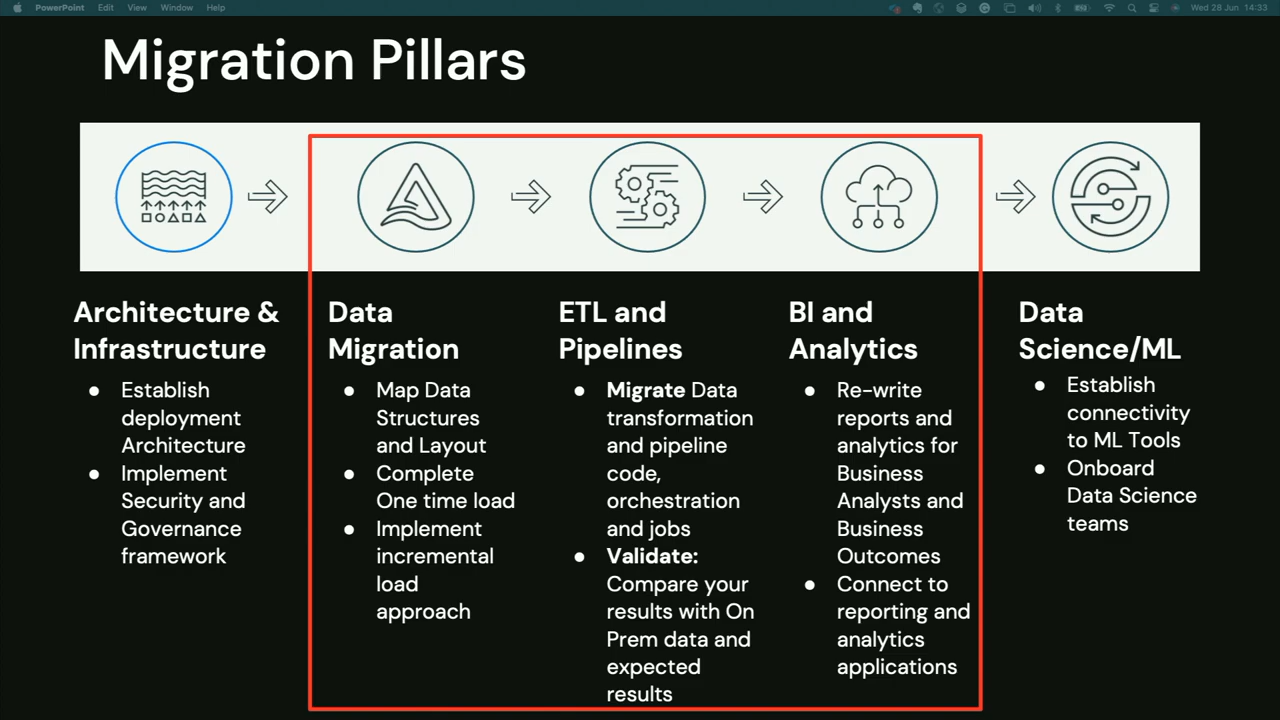 PowerPoint Edit View Window Help Wed 28 Jun 14:33
Migration Pillars
Architecture &
Infrastructure
● Establish
deployment
Architecture
● Implement
Security and
Governance
framework
Data
Migration
● Map Data
Structures
and Layout
● Complete
One time load
● Implement
incremental
load
approach
ETL and
Pipelines
● Migrate Data
transformation
and pipeline
code,
orchestration
and jobs
● Validate:
Compare your
results with On
Prem data and
expected
results
BI and
Analytics
● Re-write
reports and
analytics for
Business
Analysts and
Business
Outcomes
● Connect to
reporting and
analytics
applications
Data
Science/ML
● Establish
connectivity
to ML Tools
● Onboard
Data Science
teams